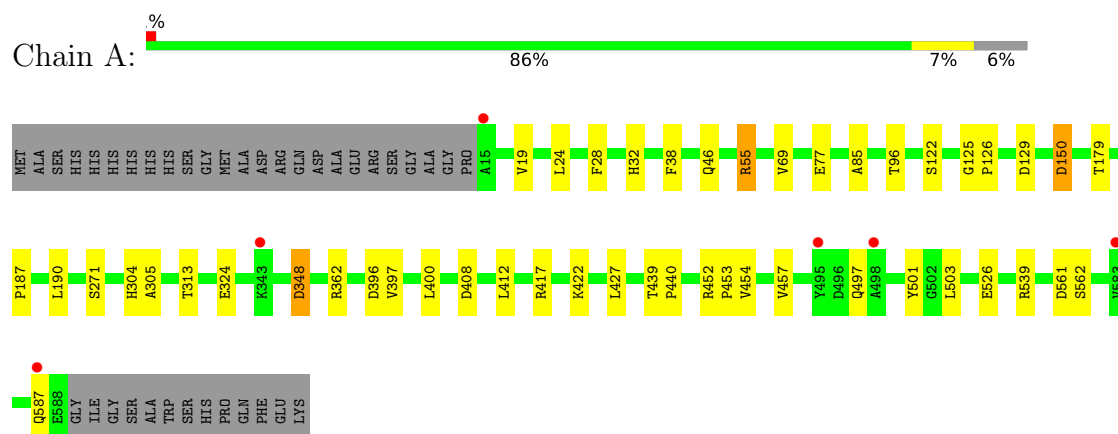 .%
Chain A:
86% 7% 6%
MET ALA SER HIS HIS HIS HIS HIS HIS SER GLY MET ALA ASP ARG GLN ASP ALA GLU ARG SER GLY ALA GLY PRO A15 V19 L24 F28 H32 F38 Q46 R55 V69 E77 A85 T96 S122 G125 P126 D129 D150 T179
P187 L190 S271 H304 A305 T313 E324 K343 D348 R362 D396 V397 L400 D408 L412 R417 K422 L427 T439 P440 R452 P453 V454 V457 Y495 D496 Q497 A498 Y501 G502 L503 E526 R539 D561 S562 V583
Q587 E588 GLY ILE GLY SER ALA TRP SER HIS PRO GLN PHE GLU LYS